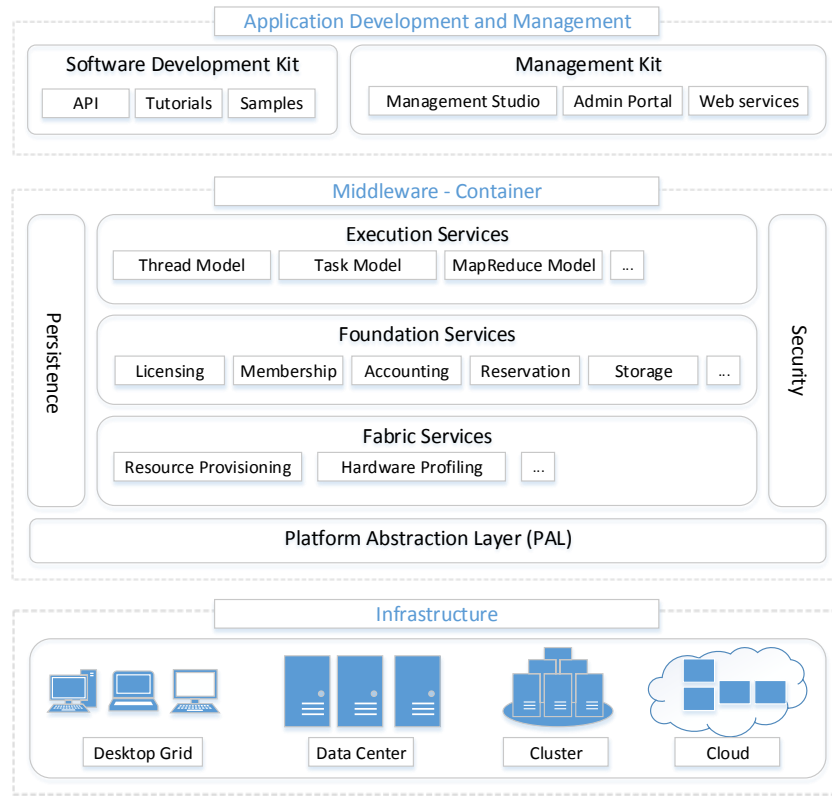 Application Development and Management
Software Development Kit
API
Tutorials
Samples
Management Kit
Management Studio
Admin Portal
Web services
Middleware - Container
Persistence
Execution Services
Thread Model
Task Model
MapReduce Model
...
Foundation Services
Licensing
Membership
Accounting
Reservation
Storage
...
Fabric Services
Resource Provisioning
Hardware Profiling
...
Security
Platform Abstraction Layer (PAL)
Infrastructure
Desktop Grid
Data Center
Cluster
Cloud